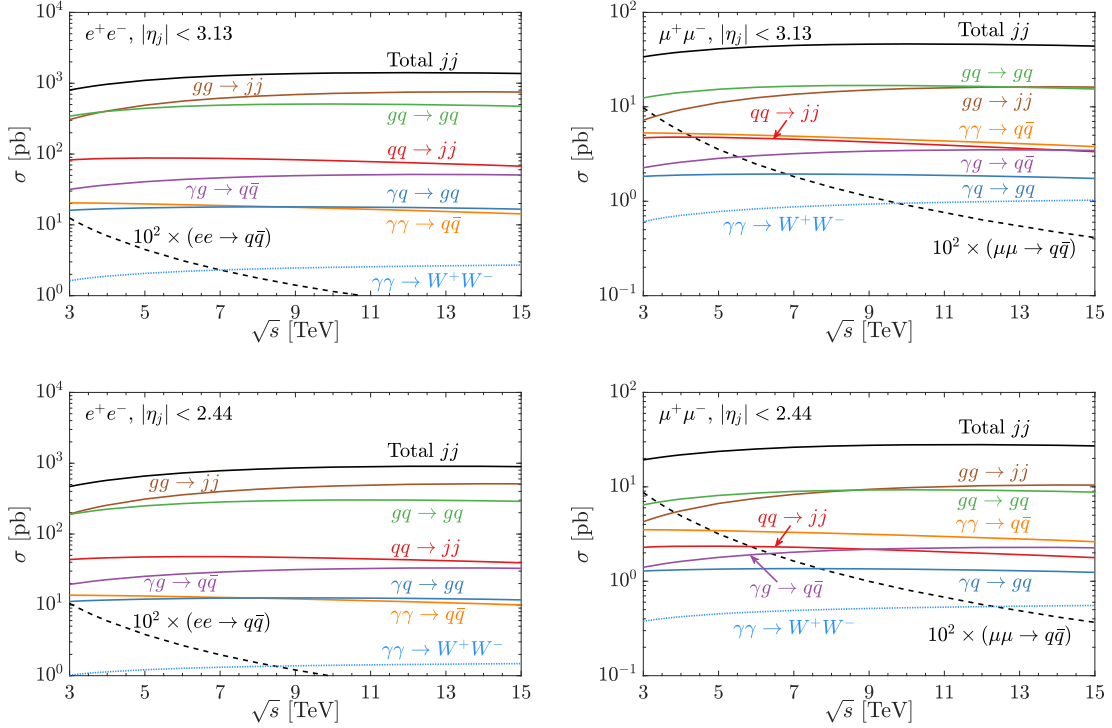 e⁺e⁻, |η_j| < 3.13
Total jj
gg → jj
gq → gq
qq → jj
γg → qq̄
γq → gq
γγ → qq̄
10² × (ee → qq̄)
γγ → W⁺W⁻
10⁴
10³
10²
10¹
10⁰
σ [pb]
3 5 7 9 11 13 15
√s [TeV]
μ⁺μ⁻, |η_j| < 3.13
Total jj
gq → gq
gg → jj
qq → jj
γγ → qq̄
γg → qq̄
γq → gq
γγ → W⁺W⁻
10² × (μμ → qq̄)
10²
10¹
10⁰
10⁻¹
σ [pb]
3 5 7 9 11 13 15
√s [TeV]
e⁺e⁻, |η_j| < 2.44
Total jj
gg → jj
gq → gq
qq → jj
γg → qq̄
γq → gq
γγ → qq̄
10² × (ee → qq̄)
γγ → W⁺W⁻
10⁴
10³
10²
10¹
10⁰
σ [pb]
3 5 7 9 11 13 15
√s [TeV]
μ⁺μ⁻, |η_j| < 2.44
Total jj
gg → jj
gq → gq
qq → jj
γγ → qq̄
γg → qq̄
γq → gq
γγ → W⁺W⁻
10² × (μμ → qq̄)
10²
10¹
10⁰
10⁻¹
σ [pb]
3 5 7 9 11 13 15
√s [TeV]